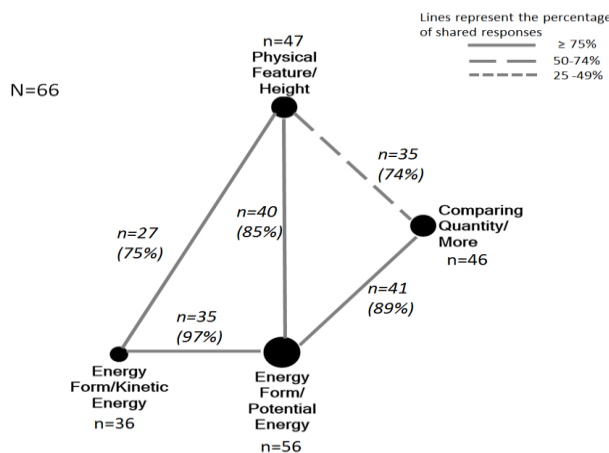 Lines represent the percentage
of shared responses
≥ 75%
50-74%
25 -49%
N=66
n=47
Physical
Feature/
Height
n=35
(74%)
n=27
(75%)
n=40
(85%)
Comparing
Quantity/
More
n=46
n=35
(97%)
n=41
(89%)
Energy
Form/Kinetic
Energy
n=36
Energy
Form/
Potential
Energy
n=56